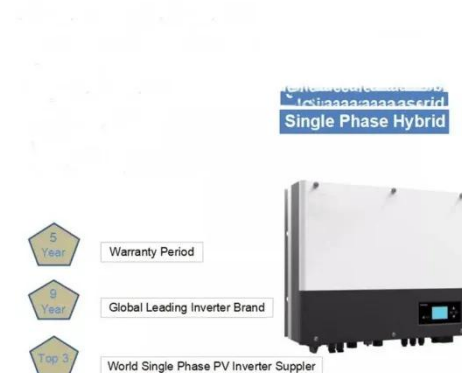 Single Phase Hybrid
5
Year
Warranty Period
9
Year
Global Leading Inverter Brand
Top 3
World Single Phase PV Inverter Suppler